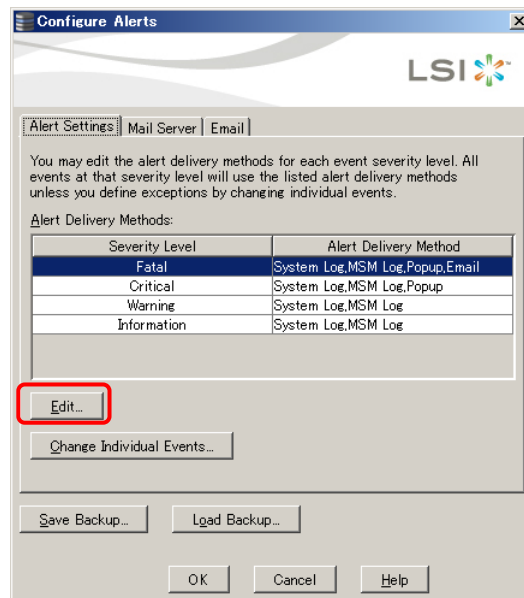 Configure Alerts
LSI
Alert Settings Mail Server Email
You may edit the alert delivery methods for each event severity level. All
events at that severity level will use the listed alert delivery methods
unless you define exceptions by changing individual events.
Alert Delivery Methods:
Severity Level Alert Delivery Method
Fatal System Log,MSM Log,Popup,Email
Critical System Log,MSM Log,Popup
Warning System Log,MSM Log
Information System Log,MSM Log
Edit...
Change Individual Events...
Save Backup... Load Backup...
OK Cancel Help